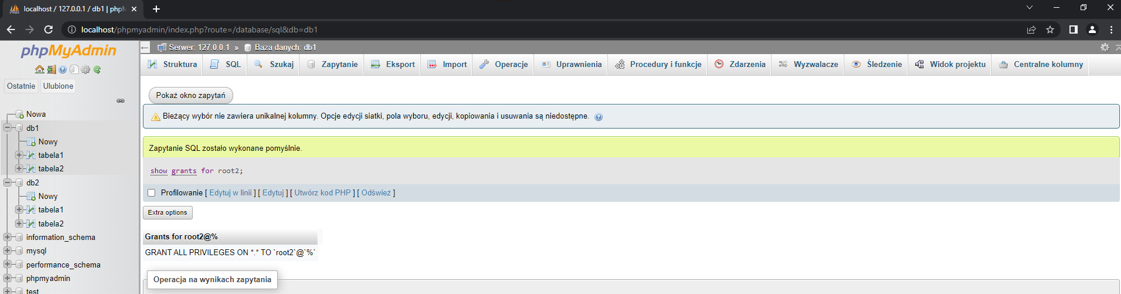 localhost / 127.0.0.1 / db1 | phpM
localhost/phpmyadmin/index.php?route=/database/sql&db=db1
phpMyAdmin
Ostatnie Ulubione
Nowa
db1
Nowy
tabela1
tabela2
db2
Nowy
tabela1
tabela2
information_schema
mysql
performance_schema
phpmyadmin
test
Serwer: 127.0.0.1 » Baza danych: db1
Struktura SQL Szukaj Zapytanie Eksport Import Operacje Uprawnienia Procedury i funkcje Zdarzenia Wyzwalacze Śledzenie Widok projektu Centralne kolumny
Pokaż okno zapytań
Bieżący wybór nie zawiera unikalnej kolumny. Opcje edycji siatki, pola wyboru, edycji, kopiowania i usuwania są niedostępne.
Zapytanie SQL zostało wykonane pomyślnie.
show grants for root2;
Profilowanie [ Edytuj w linii ] [ Edytuj ] [ Utwórz kod PHP ] [ Odśwież ]
Extra options
Grants for root2@%
GRANT ALL PRIVILEGES ON *.* TO `root2`@`%`
Operacja na wynikach zapytania